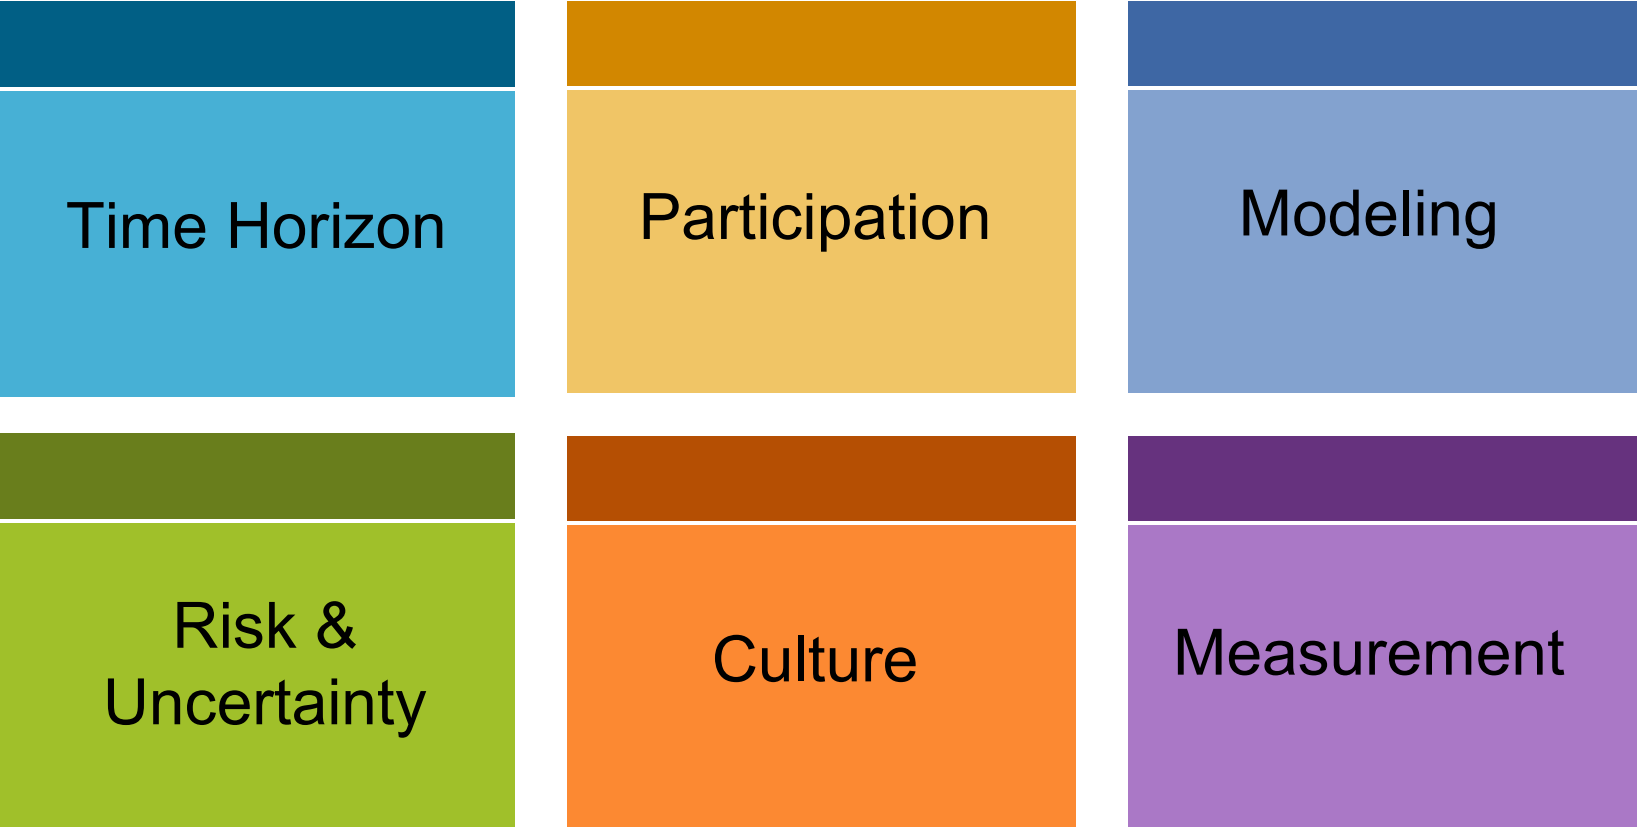 Time Horizon
Participation
Modeling
Risk &
Uncertainty
Culture
Measurement